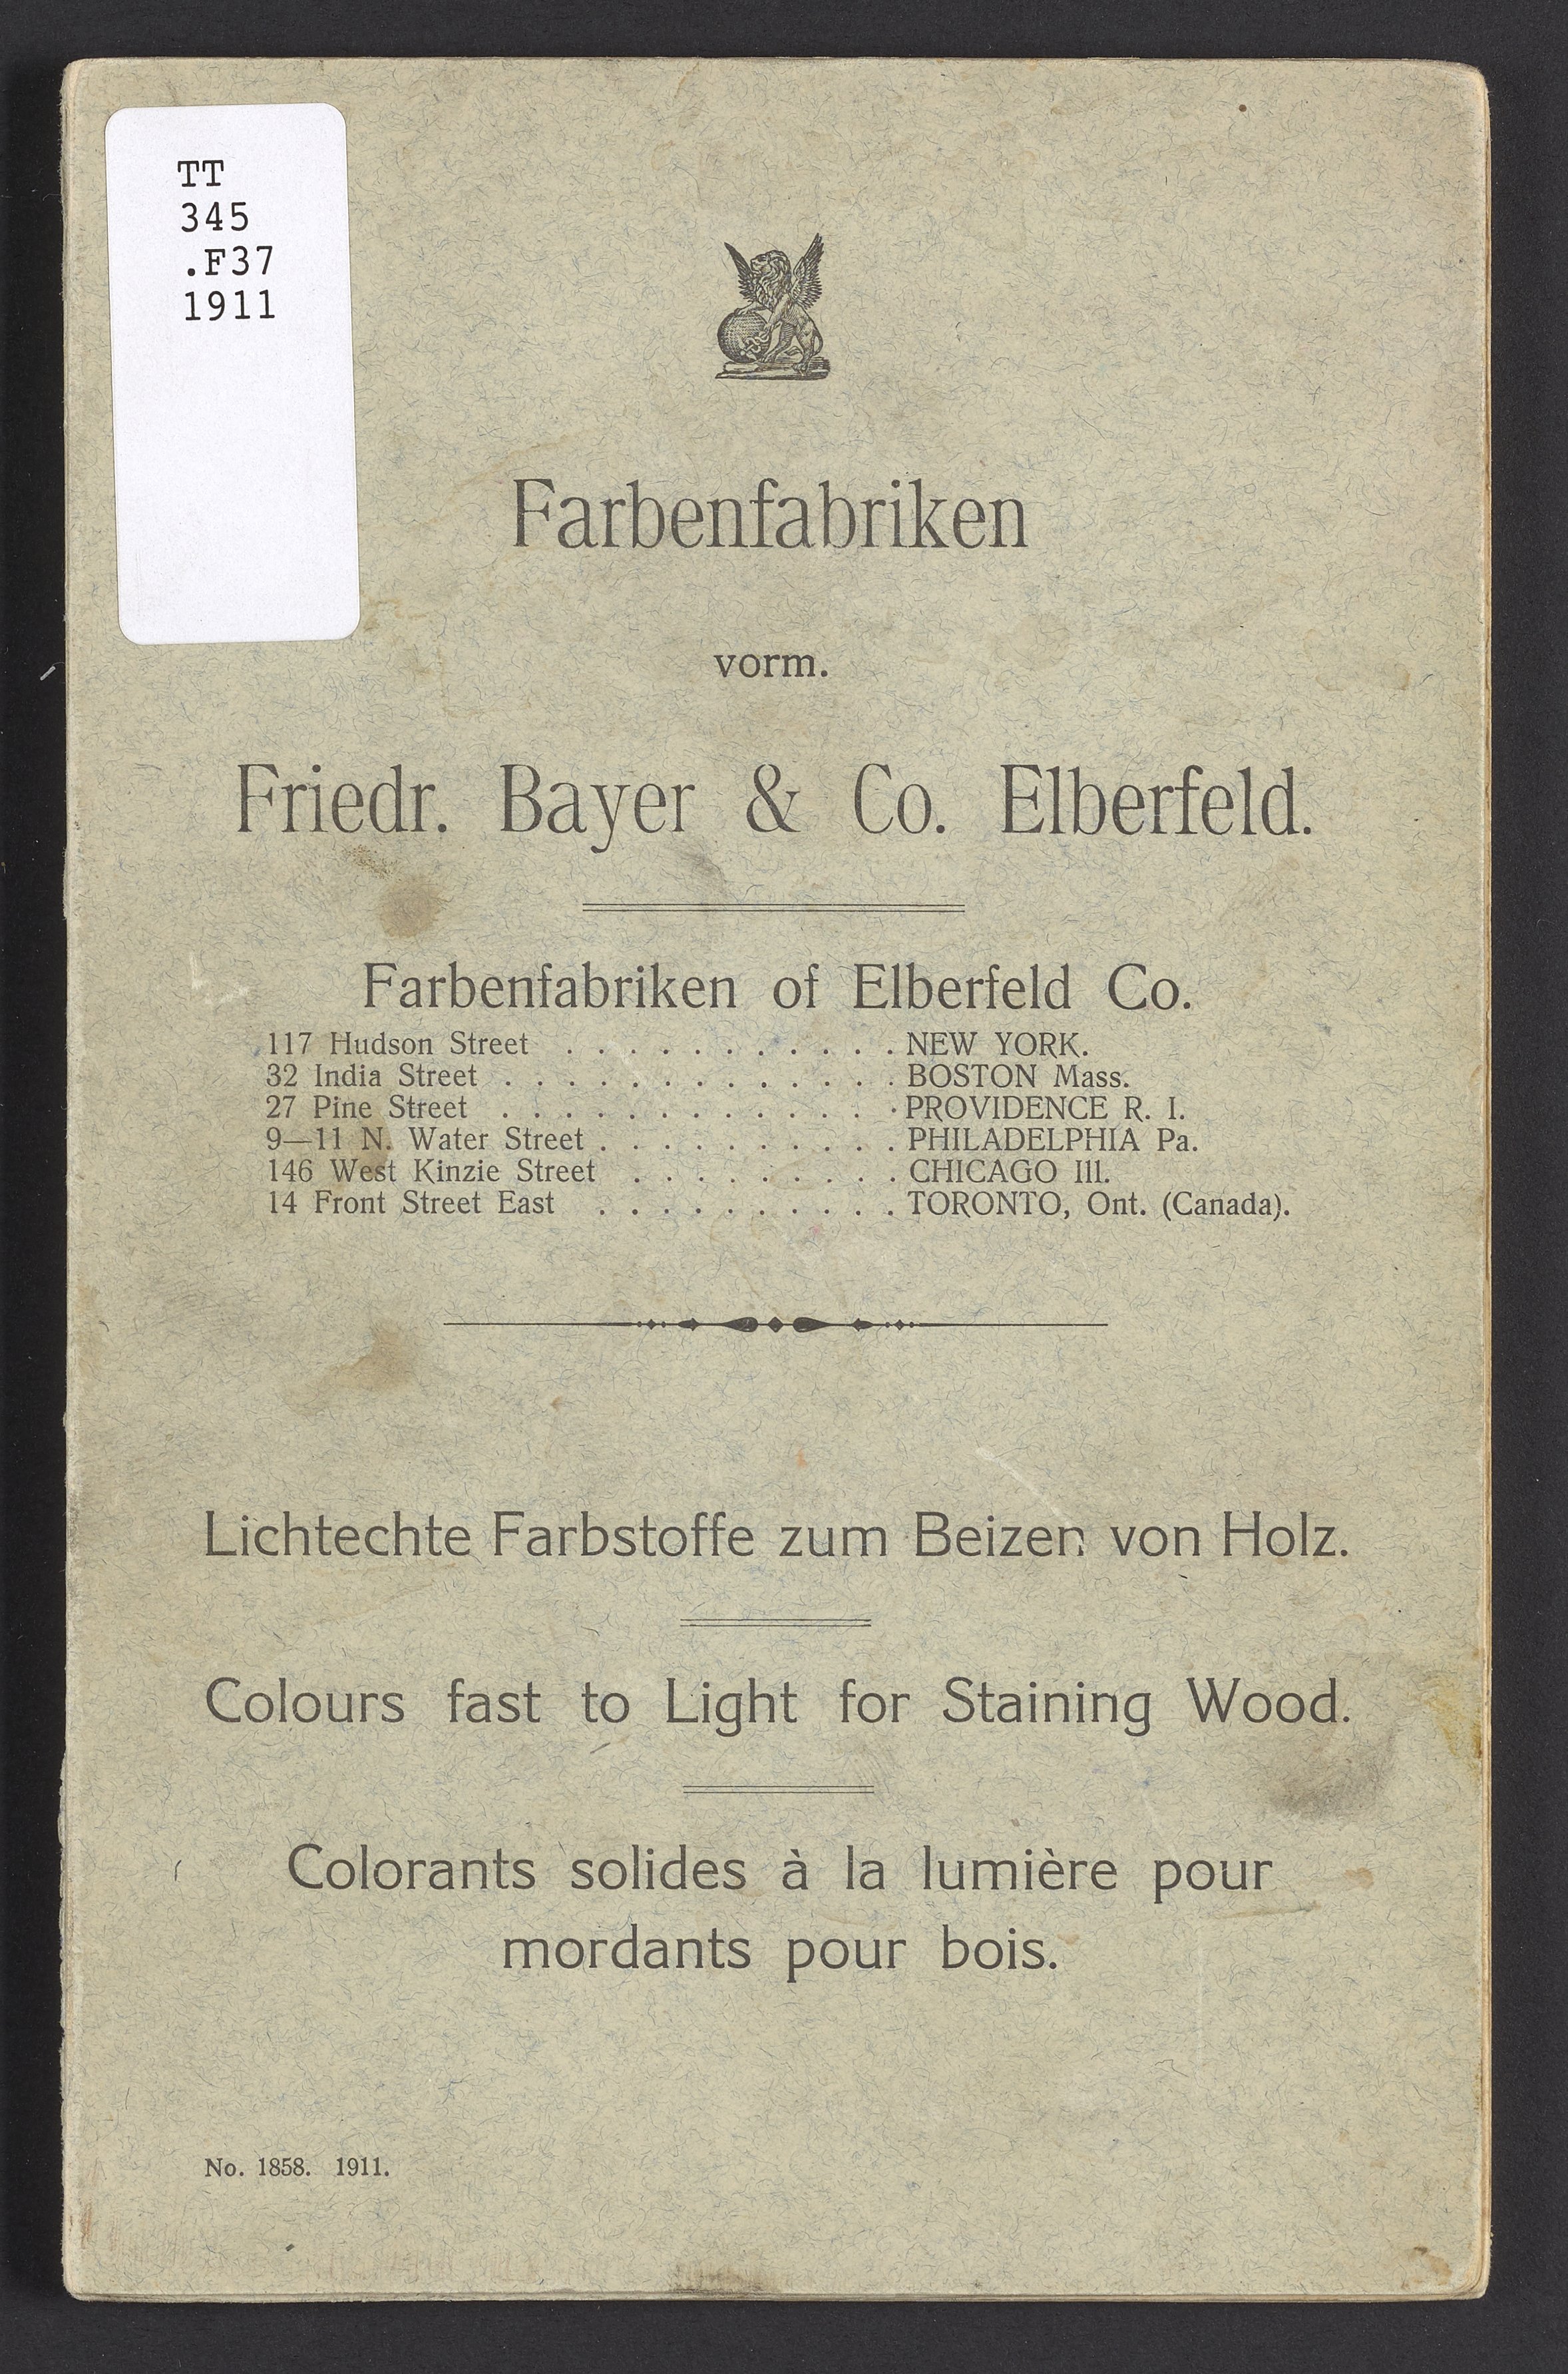 TT
345
.F37
1911
Farbenfabriken
vorm.
Friedr. Bayer & Co. Elberfeld.
Farbenfabriken of Elberfeld Co.
117 Hudson Street . . . . . . . . . . . NEW YORK.
32 India Street . . . . . . . . . . . . . BOSTON Mass.
27 Pine Street . . . . . . . . . . . . . PROVIDENCE R. I.
9—11 N. Water Street . . . . . . . . . . PHILADELPHIA Pa.
146 West Kinzie Street . . . . . . . . . CHICAGO Ill.
14 Front Street East . . . . . . . . . . TORONTO, Ont. (Canada).
Lichtechte Farbstoffe zum Beizen von Holz.
Colours fast to Light for Staining Wood.
Colorants solides à la lumière pour
mordants pour bois.
No. 1858. 1911.